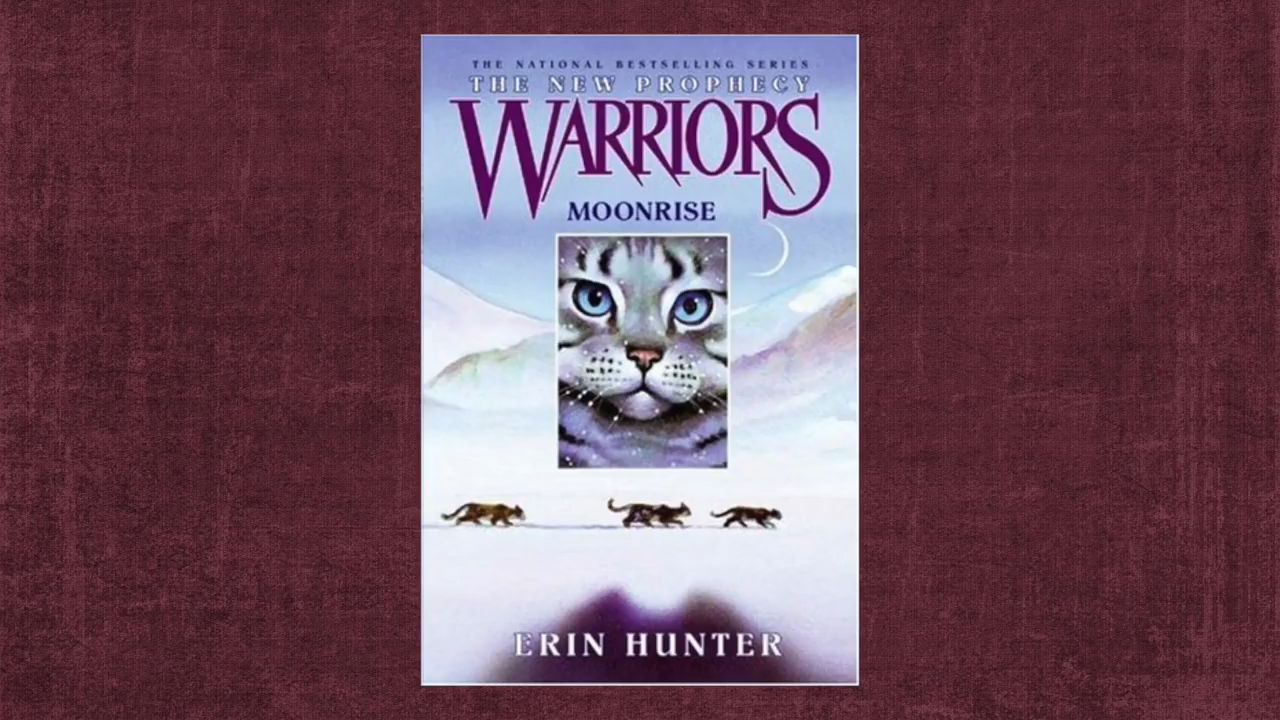 THE NATIONAL BESTSELLING SERIES
THE NEW PROPHECY
WARRIORS
MOONRISE
ERIN HUNTER